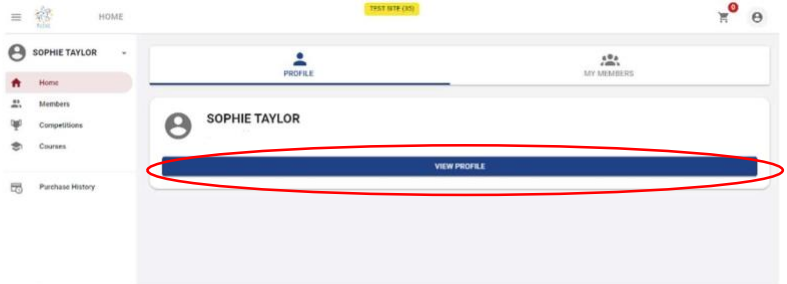 HOME
TEST SITE (XS)
0
SOPHIE TAYLOR
Home
Members
Competitions
Courses
Purchase History
PROFILE
MY MEMBERS
SOPHIE TAYLOR
VIEW PROFILE